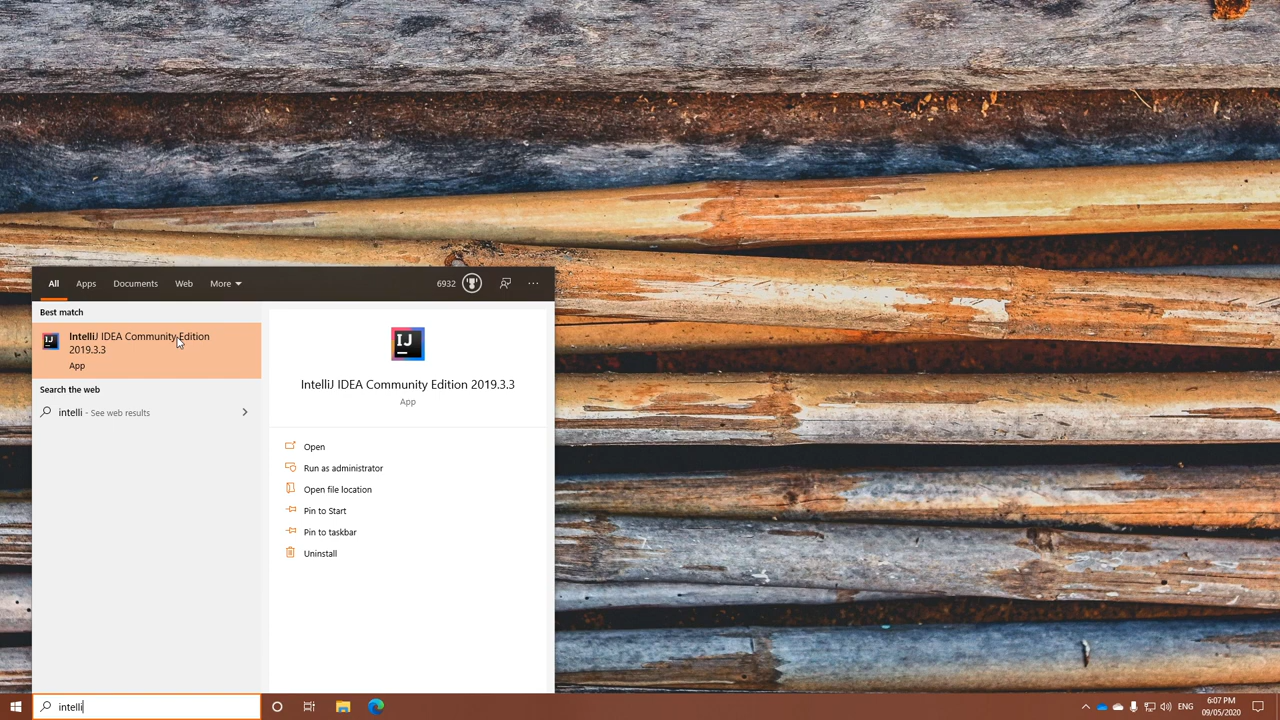 All Apps Documents Web More 6932 ...
Best match
IntelliJ IDEA Community Edition
2019.3.3
App
Search the web
intelli - See web results
IJ
IntelliJ IDEA Community Edition 2019.3.3
App
Open
Run as administrator
Open file location
Pin to Start
Pin to taskbar
Uninstall
intelli
ENG
6:07 PM
09/05/2020